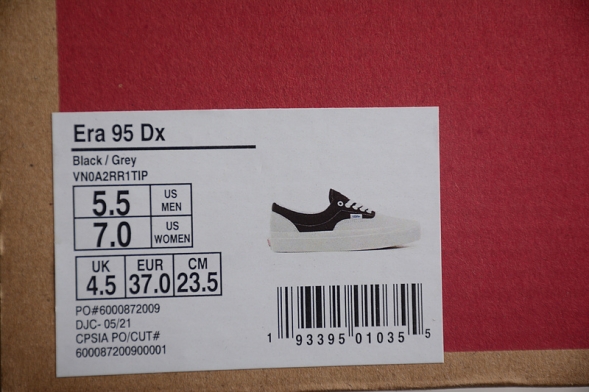 Era 95 Dx
Black / Grey
VN0A2RR1TIP
5.5 US MEN
7.0 US WOMEN
UK EUR CM
4.5 37.0 23.5
PO#6000872009
DJC- 05/21
CPSIA PO/CUT#
600087200900001
1 93395 01035 5